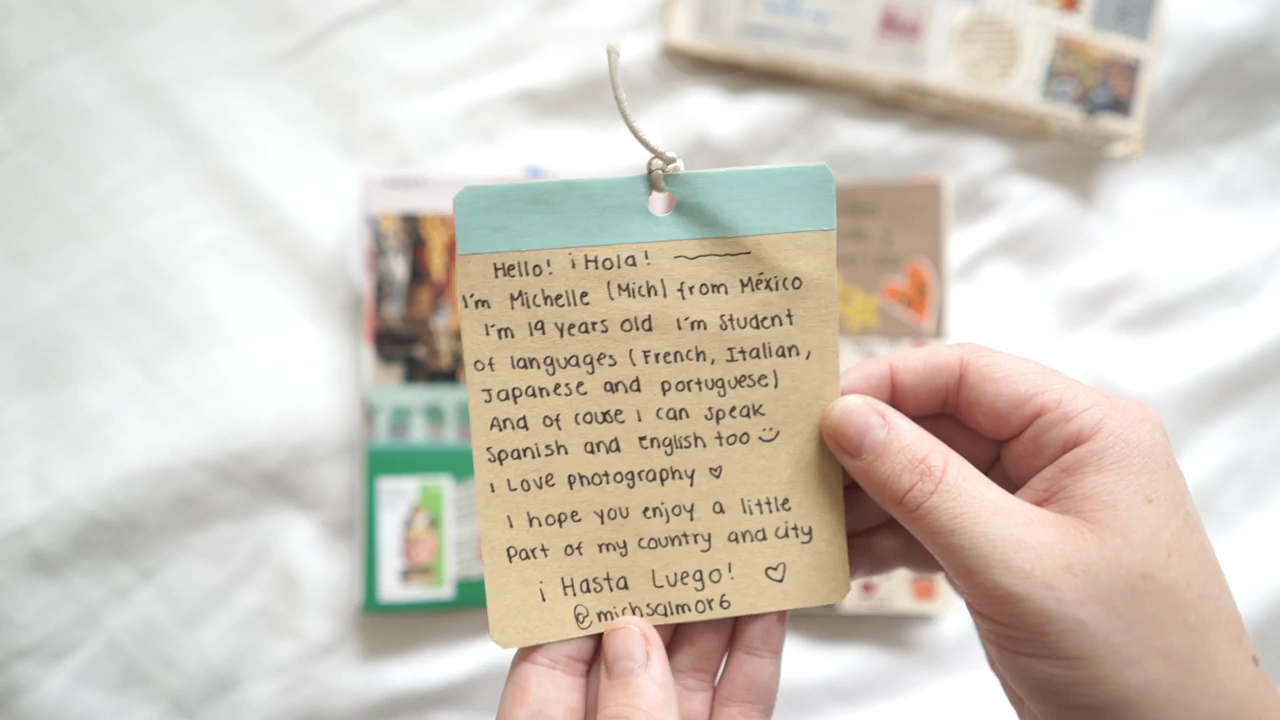 Hello! ¡Hola!
I'm Michelle (Mich) from México
I'm 19 years old I'm Student
of languages (French, Italian,
Japanese and portuguese)
And of couse i can speak
Spanish and English too
I Love photography ♡
I hope you enjoy a little
Part of my country and city
¡Hasta Luego! ♡
@michsalmor6